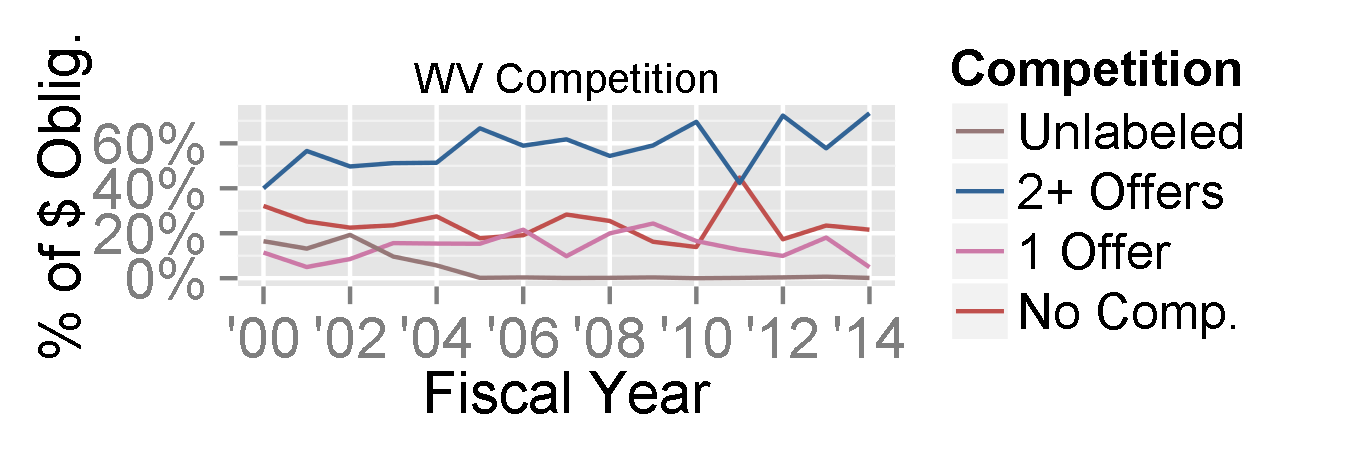 WV Competition
% of $ Oblig.
60%
40%
20%
0%
'00 '02 '04 '06 '08 '10 '12 '14
Fiscal Year
Competition
Unlabeled
2+ Offers
1 Offer
No Comp.